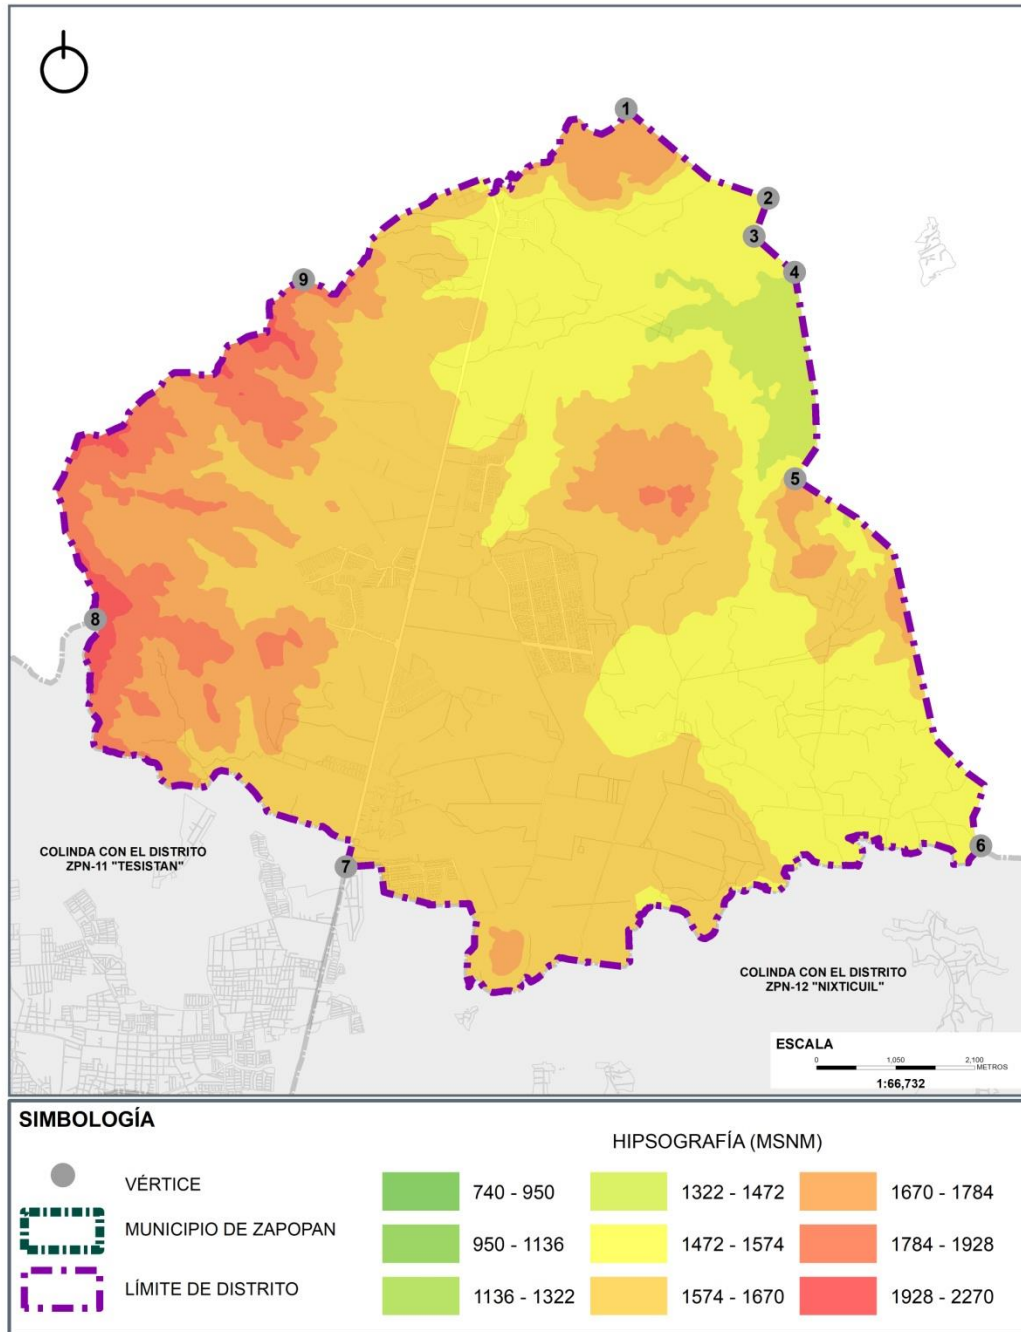 1
2
3
4
9
5
8
6
7
COLINDA CON EL DISTRITO
ZPN-11 "TESISTAN"
COLINDA CON EL DISTRITO
ZPN-12 "NIXTICUIL"
ESCALA
0 1,050 2,100
METROS
1:66,732
SIMBOLOGÍA
VÉRTICE
MUNICIPIO DE ZAPOPAN
LÍMITE DE DISTRITO
HIPSOGRAFÍA (MSNM)
740 - 950
950 - 1136
1136 - 1322
1322 - 1472
1472 - 1574
1574 - 1670
1670 - 1784
1784 - 1928
1928 - 2270